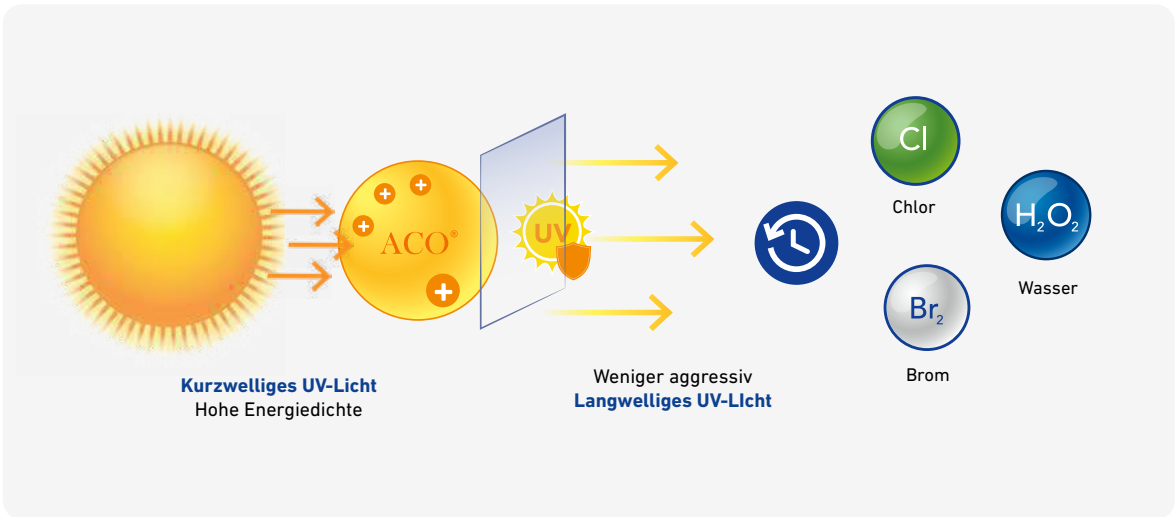 ACO®
UV
Kurzwelliges UV-Licht
Hohe Energiedichte
Weniger aggressiv
Langwelliges UV-LIcht
Cl
Chlor
H₂O₂
Wasser
Br₂
Brom